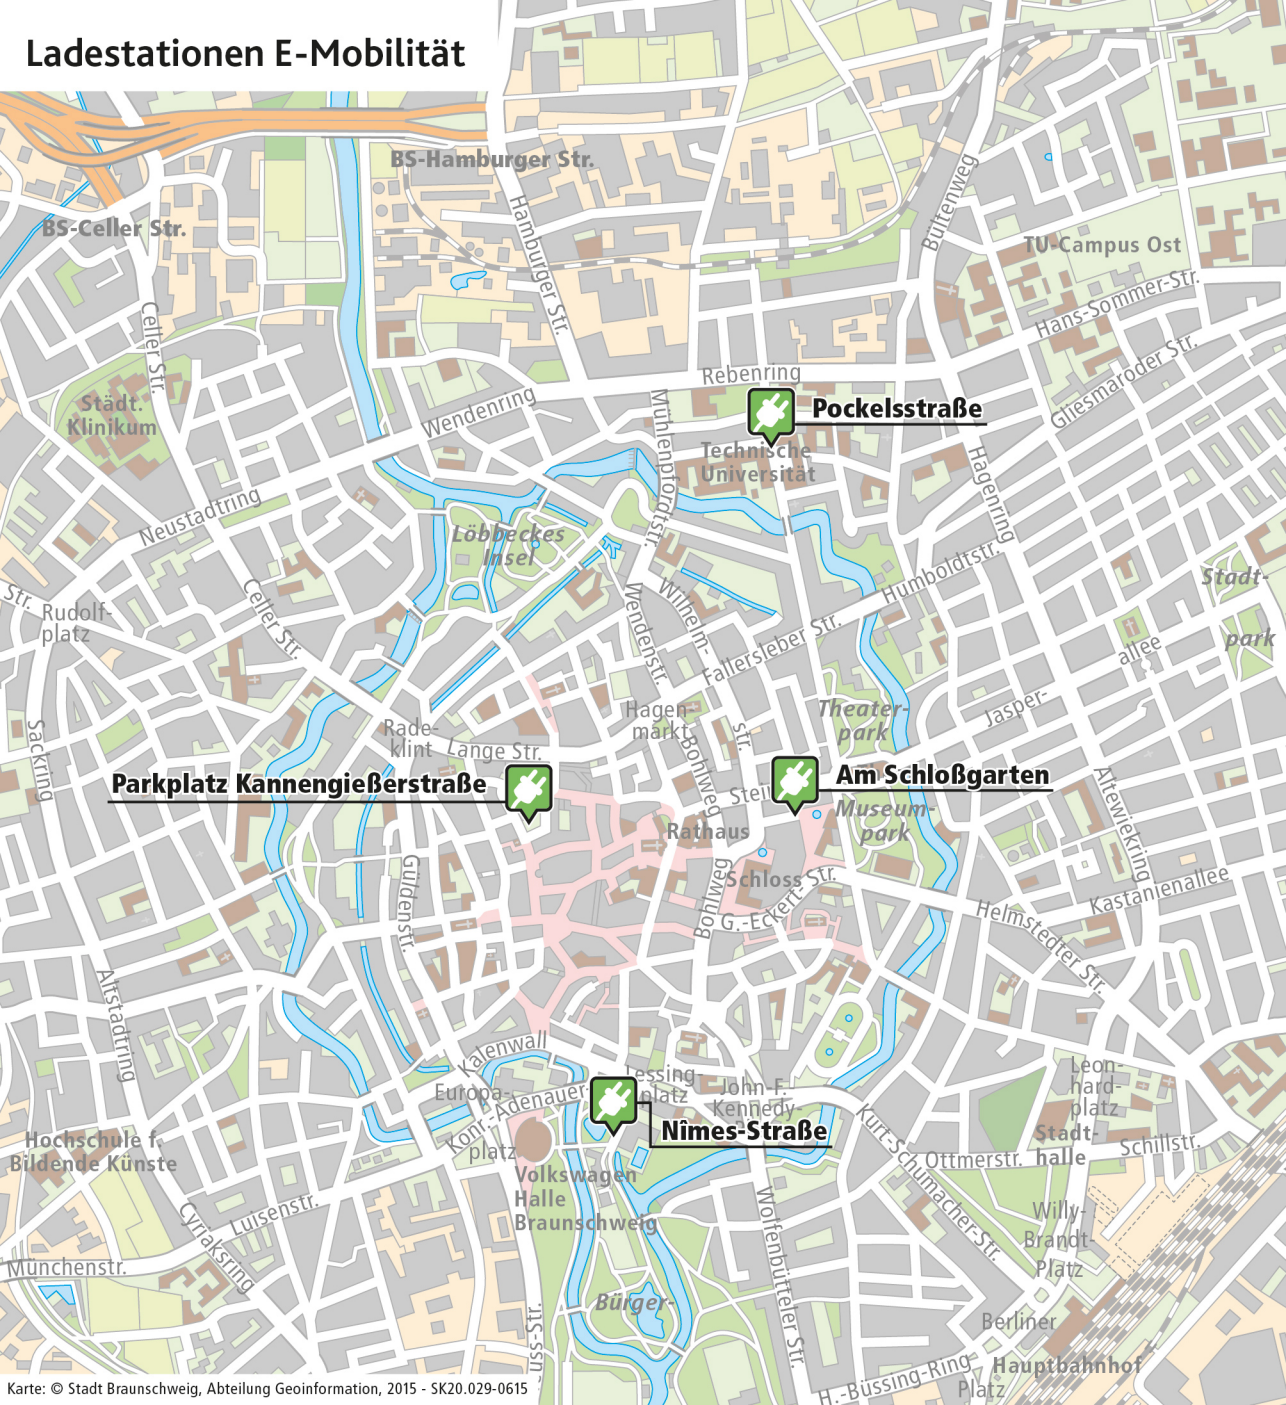 Ladestationen E-Mobilität
BS-Hamburger Str.
BS-Celler Str.
Hamburger Str.
Bültenweg
TU-Campus Ost
Hans-Sommer-Str.
Celler Str.
Gliesmaroder Str.
Rebenring
Städt.
Klinikum
Wendenring
Mühlenpfordtstr.
Pockelsstraße
Technische
Universität
Hagenring
Neustadtring
Löbbeckes
Insel
Humboldtstr.
Stadt-
park
Str.
Rudolf-
platz
Celler Str.
Wendenstr.
Wilhelm-
str.
Fallersleber Str.
allee
Jasper-
Sackring
Rade-
klint
Lange Str.
Hagen-
markt
Bohlweg
Theater-
park
Parkplatz Kannengießerstraße
Am Schloßgarten
Stein
Museum-
park
Altewiekring
Rathaus
Schloss
Güldenstr.
Bohlweg
G.-Eckert-Str.
Kastanienallee
Helmstedter Str.
Altstadtring
Kalenwall
Europa-
platz
Konr.-Adenauer-
Lessing-
platz
John-F.-
Kennedy-
Nîmes-Straße
Leon-
hard-
platz
Stadt-
halle
Kurt-Schumacher-Str.
Ottmerstr.
Schillstr.
Hochschule f.
Bildende Künste
Volkswagen
Halle
Braunschweig
Luisenstr.
Cyriaksring
Münchenstr.
Wolfenbütteler Str.
Willy-
Brandt-
Platz
Bürger-
uss-Str.
Berliner
Platz
Hauptbahnhof
H.-Büssing-Ring
Karte: © Stadt Braunschweig, Abteilung Geoinformation, 2015 - SK20.029-0615